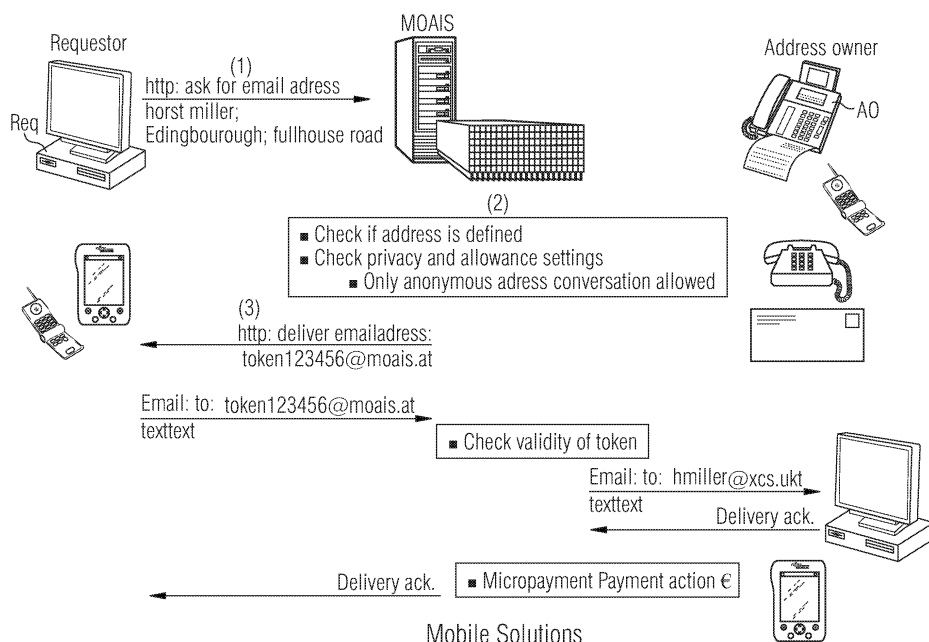 MOAIS
Requestor
Address owner
(1)
http: ask for email adress
horst miller;
Edingbourough; fullhouse road
Req
AO
(2)
▪ Check if address is defined
▪ Check privacy and allowance settings
▪ Only anonymous adress conversation allowed
(3)
http: deliver emailadress:
token123456@moais.at
Email: to: token123456@moais.at
texttext
▪ Check validity of token
Email: to: hmiller@xcs.ukt
texttext
Delivery ack.
Delivery ack.
▪ Micropayment Payment action €
Mobile Solutions